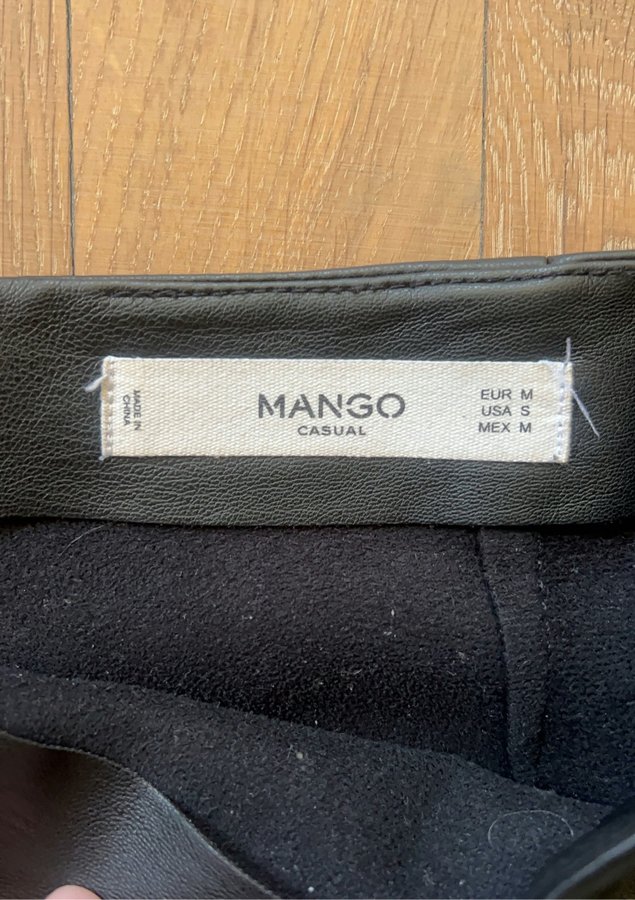 MADE IN
CHINA
MANGO
CASUAL
EUR M
USA S
MEX M